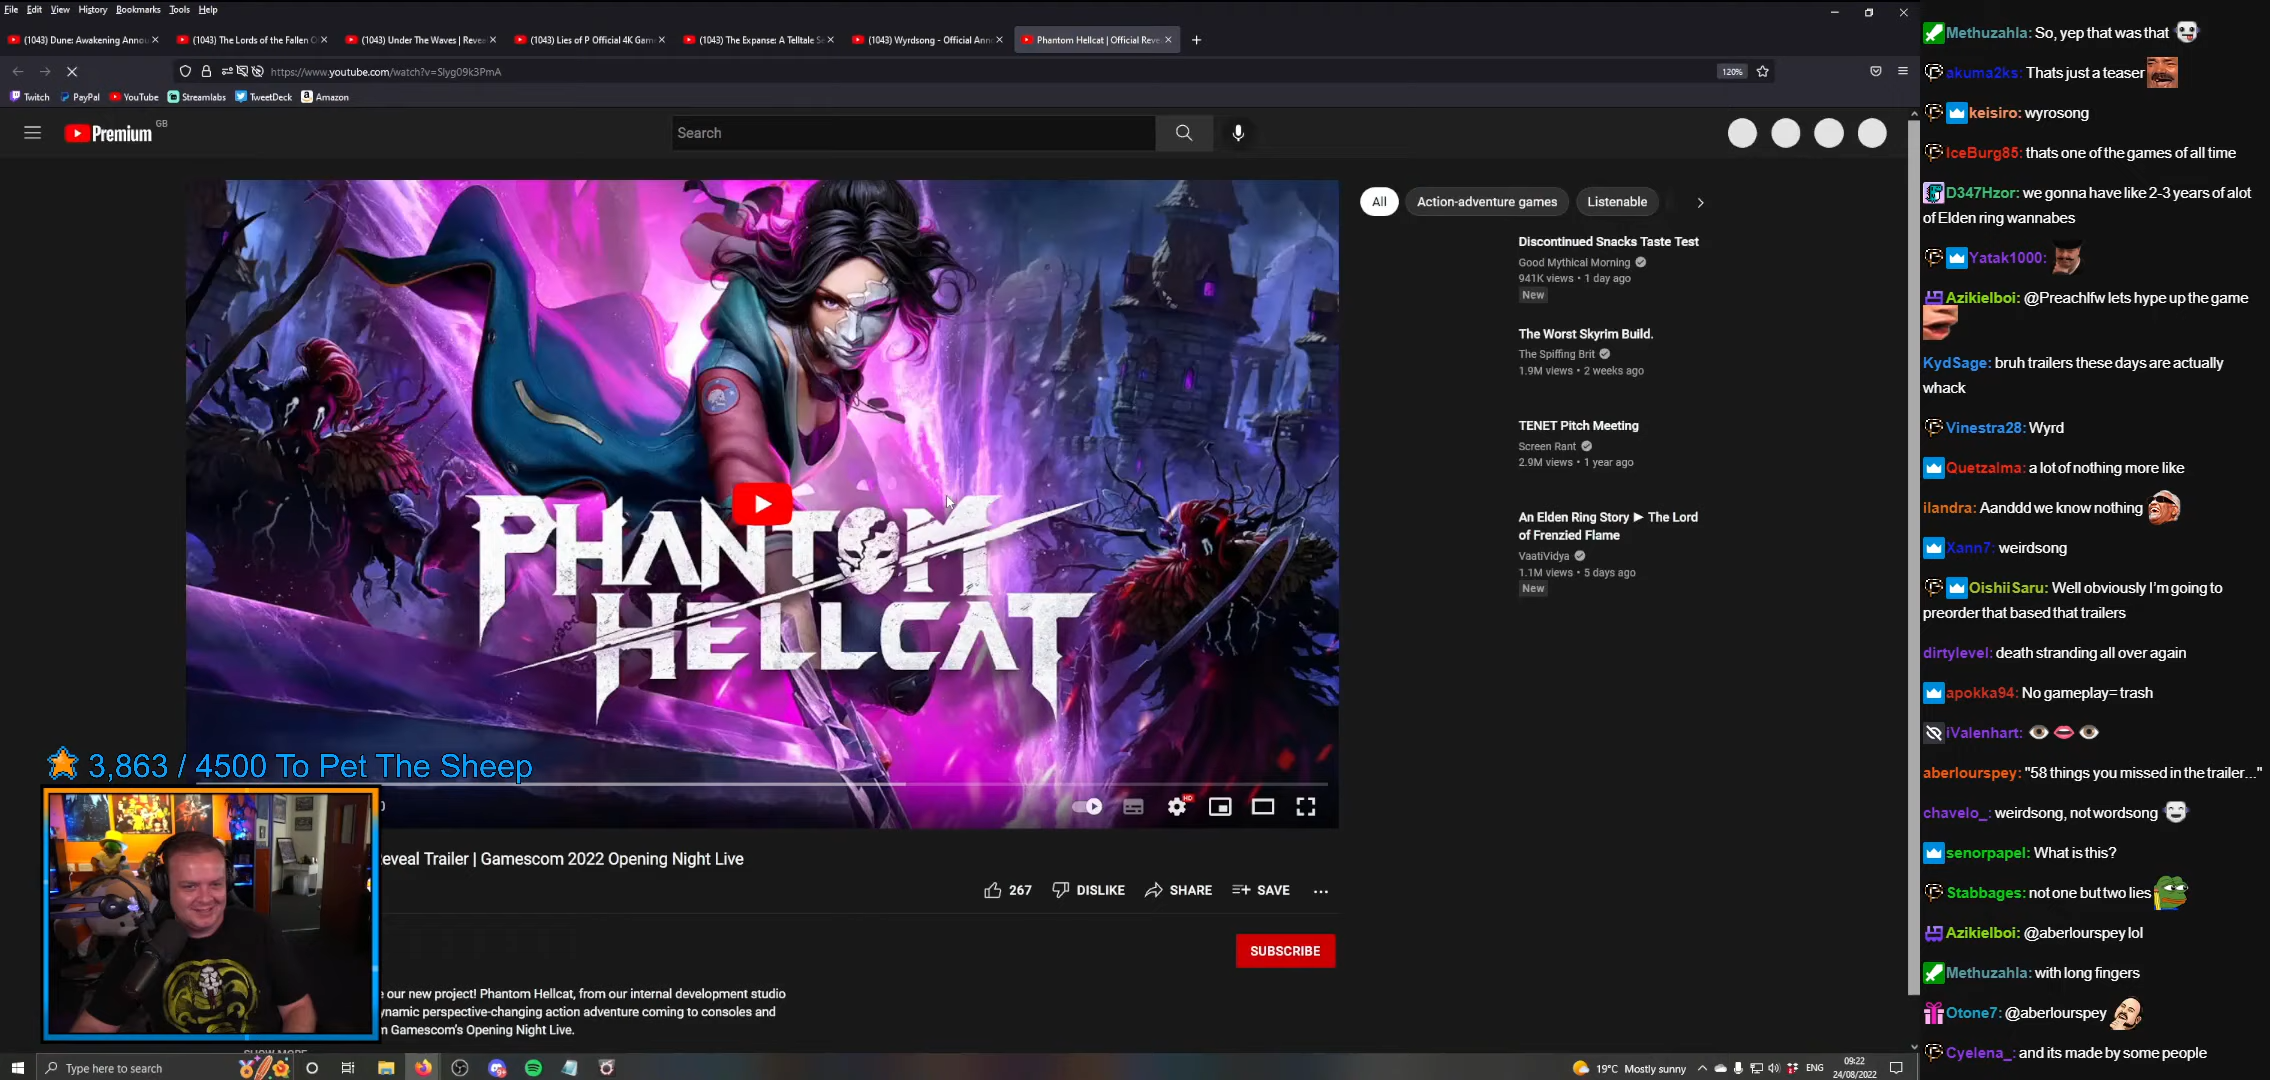 File Edit View History Bookmarks Tools Help
(1043) Dune: Awakening Annou
(1043) The Lords of the Fallen O
(1043) Under The Waves | Revea
(1043) Lies of P Official 4K Gam
(1043) The Expanse: A Telltale Se
(1043) Wyrdsong - Official Ann
Phantom Hellcat | Official Reve
https://www.youtube.com/watch?v=Slyg09k3PmA
120%
Twitch PayPal YouTube Streamlabs TweetDeck Amazon
Premium GB
Search
All Action-adventure games Listenable
Discontinued Snacks Taste Test
Good Mythical Morning
941K views • 1 day ago
New
The Worst Skyrim Build.
The Spiffing Brit
1.9M views • 2 weeks ago
TENET Pitch Meeting
Screen Rant
2.9M views • 1 year ago
An Elden Ring Story ► The Lord
of Frenzied Flame
VaatiVidya
1.1M views • 5 days ago
New
PHANTOM
HELLCAT
3,863 / 4500 To Pet The Sheep
HD
eveal Trailer | Gamescom 2022 Opening Night Live
267 DISLIKE SHARE SAVE
SUBSCRIBE
e our new project! Phantom Hellcat, from our internal development studio
ynamic perspective-changing action adventure coming to consoles and
m Gamescom's Opening Night Live.
SHOW MORE
Type here to search
19°C Mostly sunny
ENG
09:22
24/08/2022
Methuzahla: So, yep that was that
akuma2ks: Thats just a teaser
keisiro: wyrosong
IceBurg85: thats one of the games of all time
D347Hzor: we gonna have like 2-3 years of alot
of Elden ring wannabes
Yatak1000:
Azikielboi: @Preachlfw lets hype up the game
KydSage: bruh trailers these days are actually
whack
Vinestra28: Wyrd
Quetzalma: a lot of nothing more like
ilandra: Aanddd we know nothing
Xann7: weirdsong
OishiiSaru: Well obviously I'm going to
preorder that based that trailers
dirtylevel: death stranding all over again
apokka94: No gameplay= trash
iValenhart:
aberlourspey: "58 things you missed in the trailer..."
chavelo_: weirdsong, not wordsong
senorpapel: What is this?
Stabbages: not one but two lies
Azikielboi: @aberlourspey lol
Methuzahla: with long fingers
Otone7: @aberlourspey
Cyelena_: and its made by some people